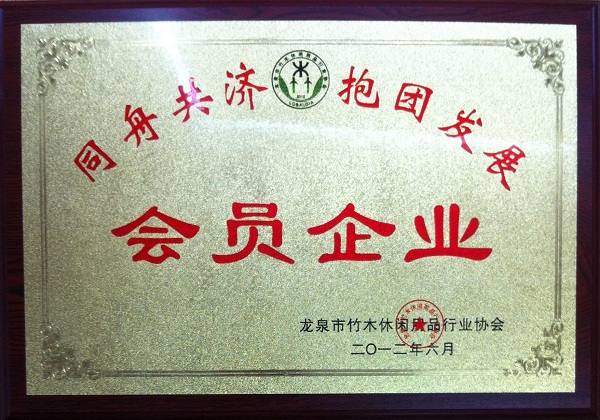 同舟共济 抱团发展
LQBALDIA
会员企业
龙泉市竹木休闲用品行业协会
二〇一二年六月